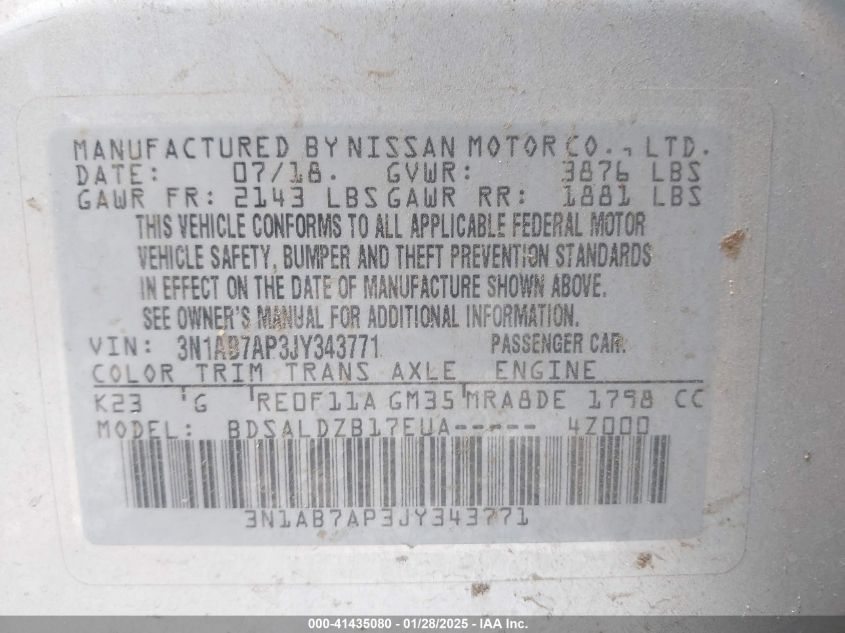 MANUFACTURED BY NISSAN MOTOR CO., LTD.
DATE: 07/18. GVWR: 3876 LBS
GAWR FR: 2143 LBS GAWR RR: 1881 LBS
THIS VEHICLE CONFORMS TO ALL APPLICABLE FEDERAL MOTOR
VEHICLE SAFETY, BUMPER AND THEFT PREVENTION STANDARDS
IN EFFECT ON THE DATE OF MANUFACTURE SHOWN ABOVE.
SEE OWNER'S MANUAL FOR ADDITIONAL INFORMATION.
VIN: 3N1AB7AP3JY343771 PASSENGER CAR.
COLOR TRIM TRANS AXLE ENGINE
K23 'G RE0F11A GM35 MRA8DE 1798 CC
MODEL: BDSALDZB17EUA----- 4Z000
3N1AB7AP3JY343771
000-41435080 - 01/28/2025 - IAA Inc.